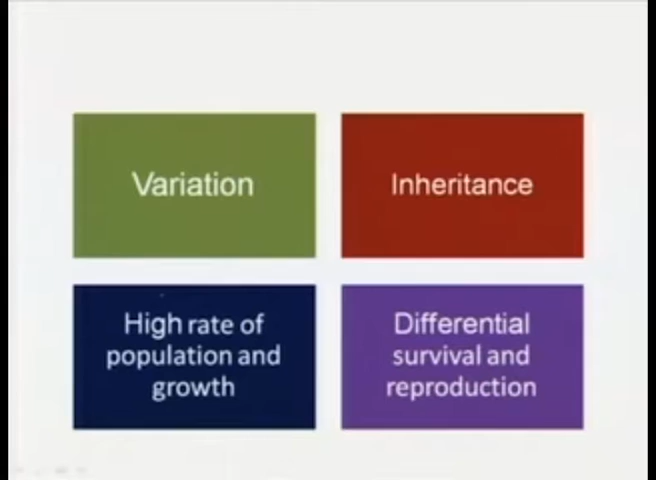 Variation
Inheritance
High rate of
population and
growth
Differential
survival and
reproduction